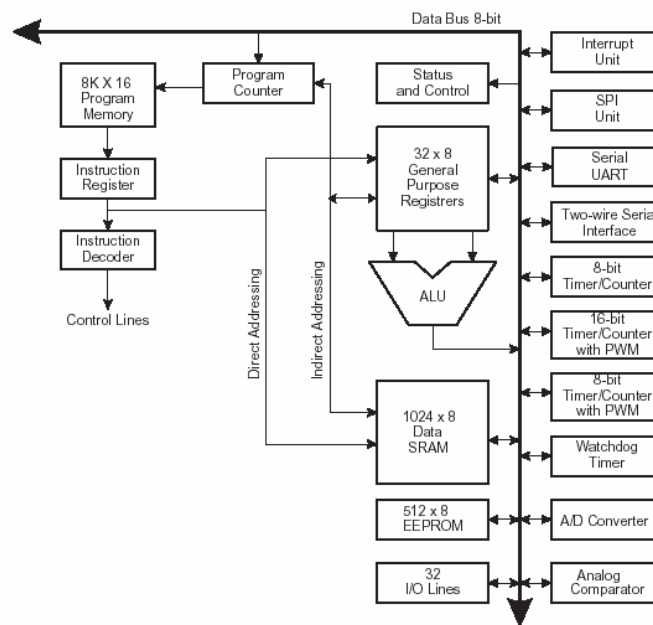 Data Bus 8-bit
8K X 16
Program
Memory
Program
Counter
Status
and Control
Interrupt
Unit
SPI
Unit
Instruction
Register
32 x 8
General
Purpose
Registrers
Serial
UART
Instruction
Decoder
Two-wire Serial
Interface
ALU
8-bit
Timer/Counter
Control Lines
Direct Addressing
Indirect Addressing
16-bit
Timer/Counter
with PWM
8-bit
Timer/Counter
with PWM
1024 x 8
Data
SRAM
Watchdog
Timer
512 x 8
EEPROM
A/D Converter
32
I/O Lines
Analog
Comparator